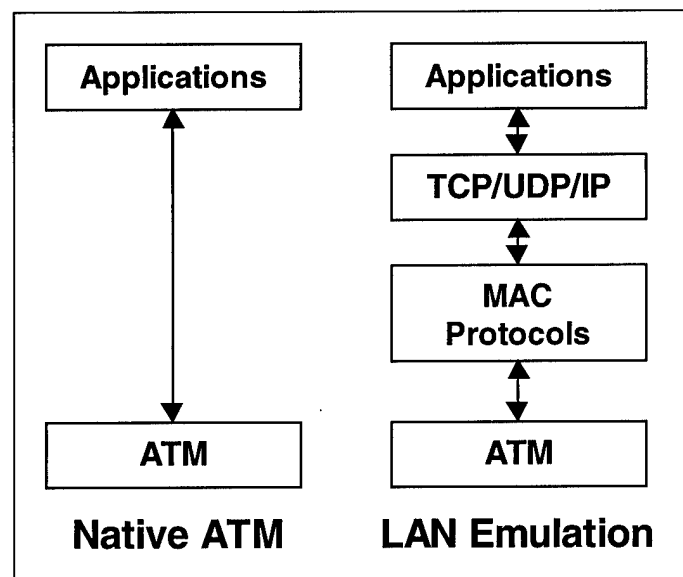 Applications
ATM
Native ATM
Applications
TCP/UDP/IP
MAC
Protocols
ATM
LAN Emulation